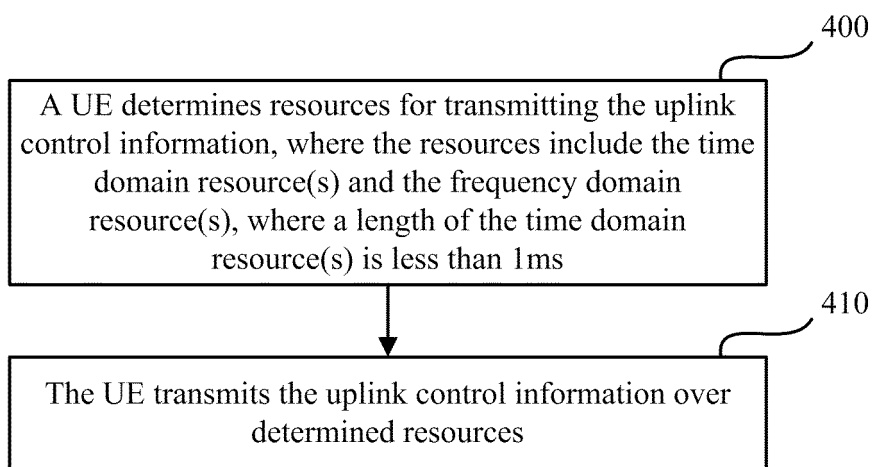 400
A UE determines resources for transmitting the uplink
control information, where the resources include the time
domain resource(s) and the frequency domain
resource(s), where a length of the time domain
resource(s) is less than 1ms
410
The UE transmits the uplink control information over
determined resources